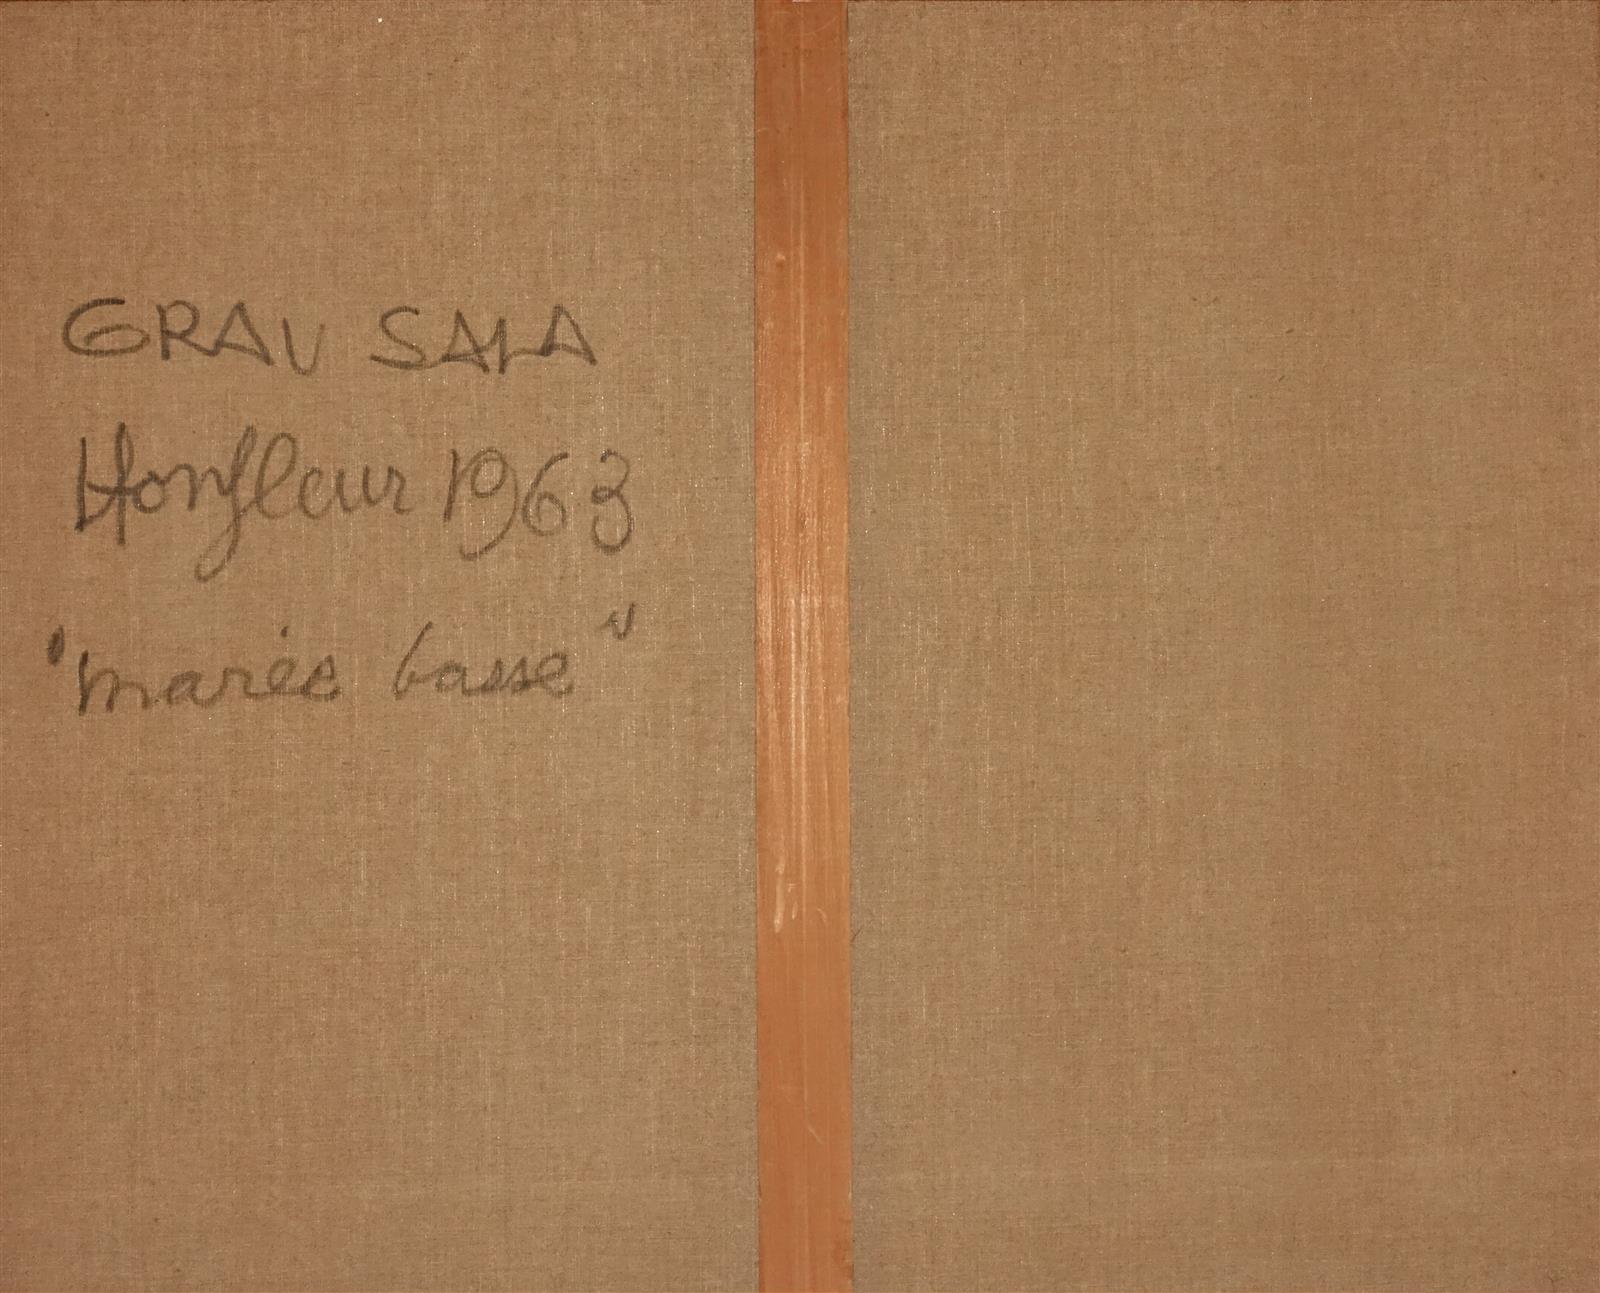 GRAU SALA
Honfleur 1963
"marée basse"